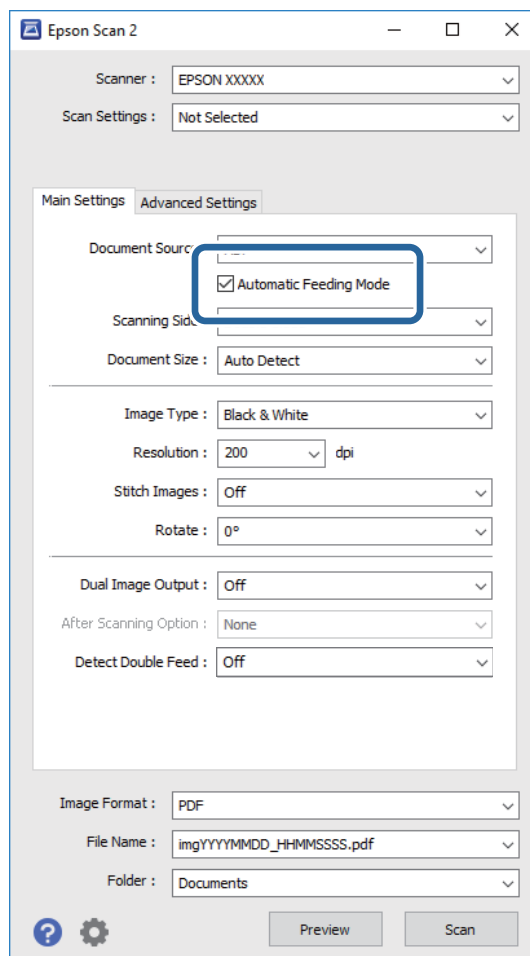 Epson Scan 2
Scanner : EPSON XXXXX
Scan Settings : Not Selected
Main Settings Advanced Settings
Document Sourc
Automatic Feeding Mode
Scanning Side
Document Size : Auto Detect
Image Type : Black & White
Resolution : 200 dpi
Stitch Images : Off
Rotate : 0°
Dual Image Output : Off
After Scanning Option : None
Detect Double Feed : Off
Image Format : PDF
File Name : imgYYYYMMDD_HHMMSSSS.pdf
Folder : Documents
? Preview Scan